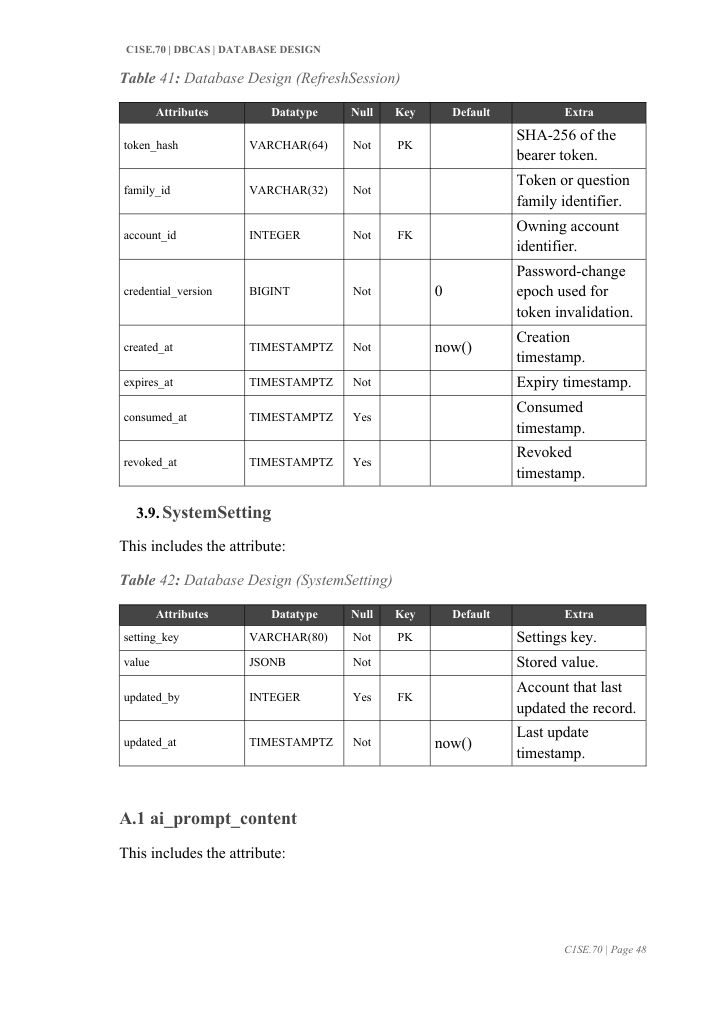 C1SE.70 | DBCAS | DATABASE DESIGN
Table 41: Database Design (RefreshSession)
Attributes Datatype Null Key Default Extra
token_hash VARCHAR(64) Not PK SHA-256 of the
bearer token.
family_id VARCHAR(32) Not Token or question
family identifier.
account_id INTEGER Not FK Owning account
identifier.
credential_version BIGINT Not 0 Password-change
epoch used for
token invalidation.
created_at TIMESTAMPTZ Not now() Creation
timestamp.
expires_at TIMESTAMPTZ Not Expiry timestamp.
consumed_at TIMESTAMPTZ Yes Consumed
timestamp.
revoked_at TIMESTAMPTZ Yes Revoked
timestamp.
3.9. SystemSetting
This includes the attribute:
Table 42: Database Design (SystemSetting)
Attributes Datatype Null Key Default Extra
setting_key VARCHAR(80) Not PK Settings key.
value JSONB Not Stored value.
updated_by INTEGER Yes FK Account that last
updated the record.
updated_at TIMESTAMPTZ Not now() Last update
timestamp.
A.1 ai_prompt_content
This includes the attribute:
C1SE.70 | Page 48